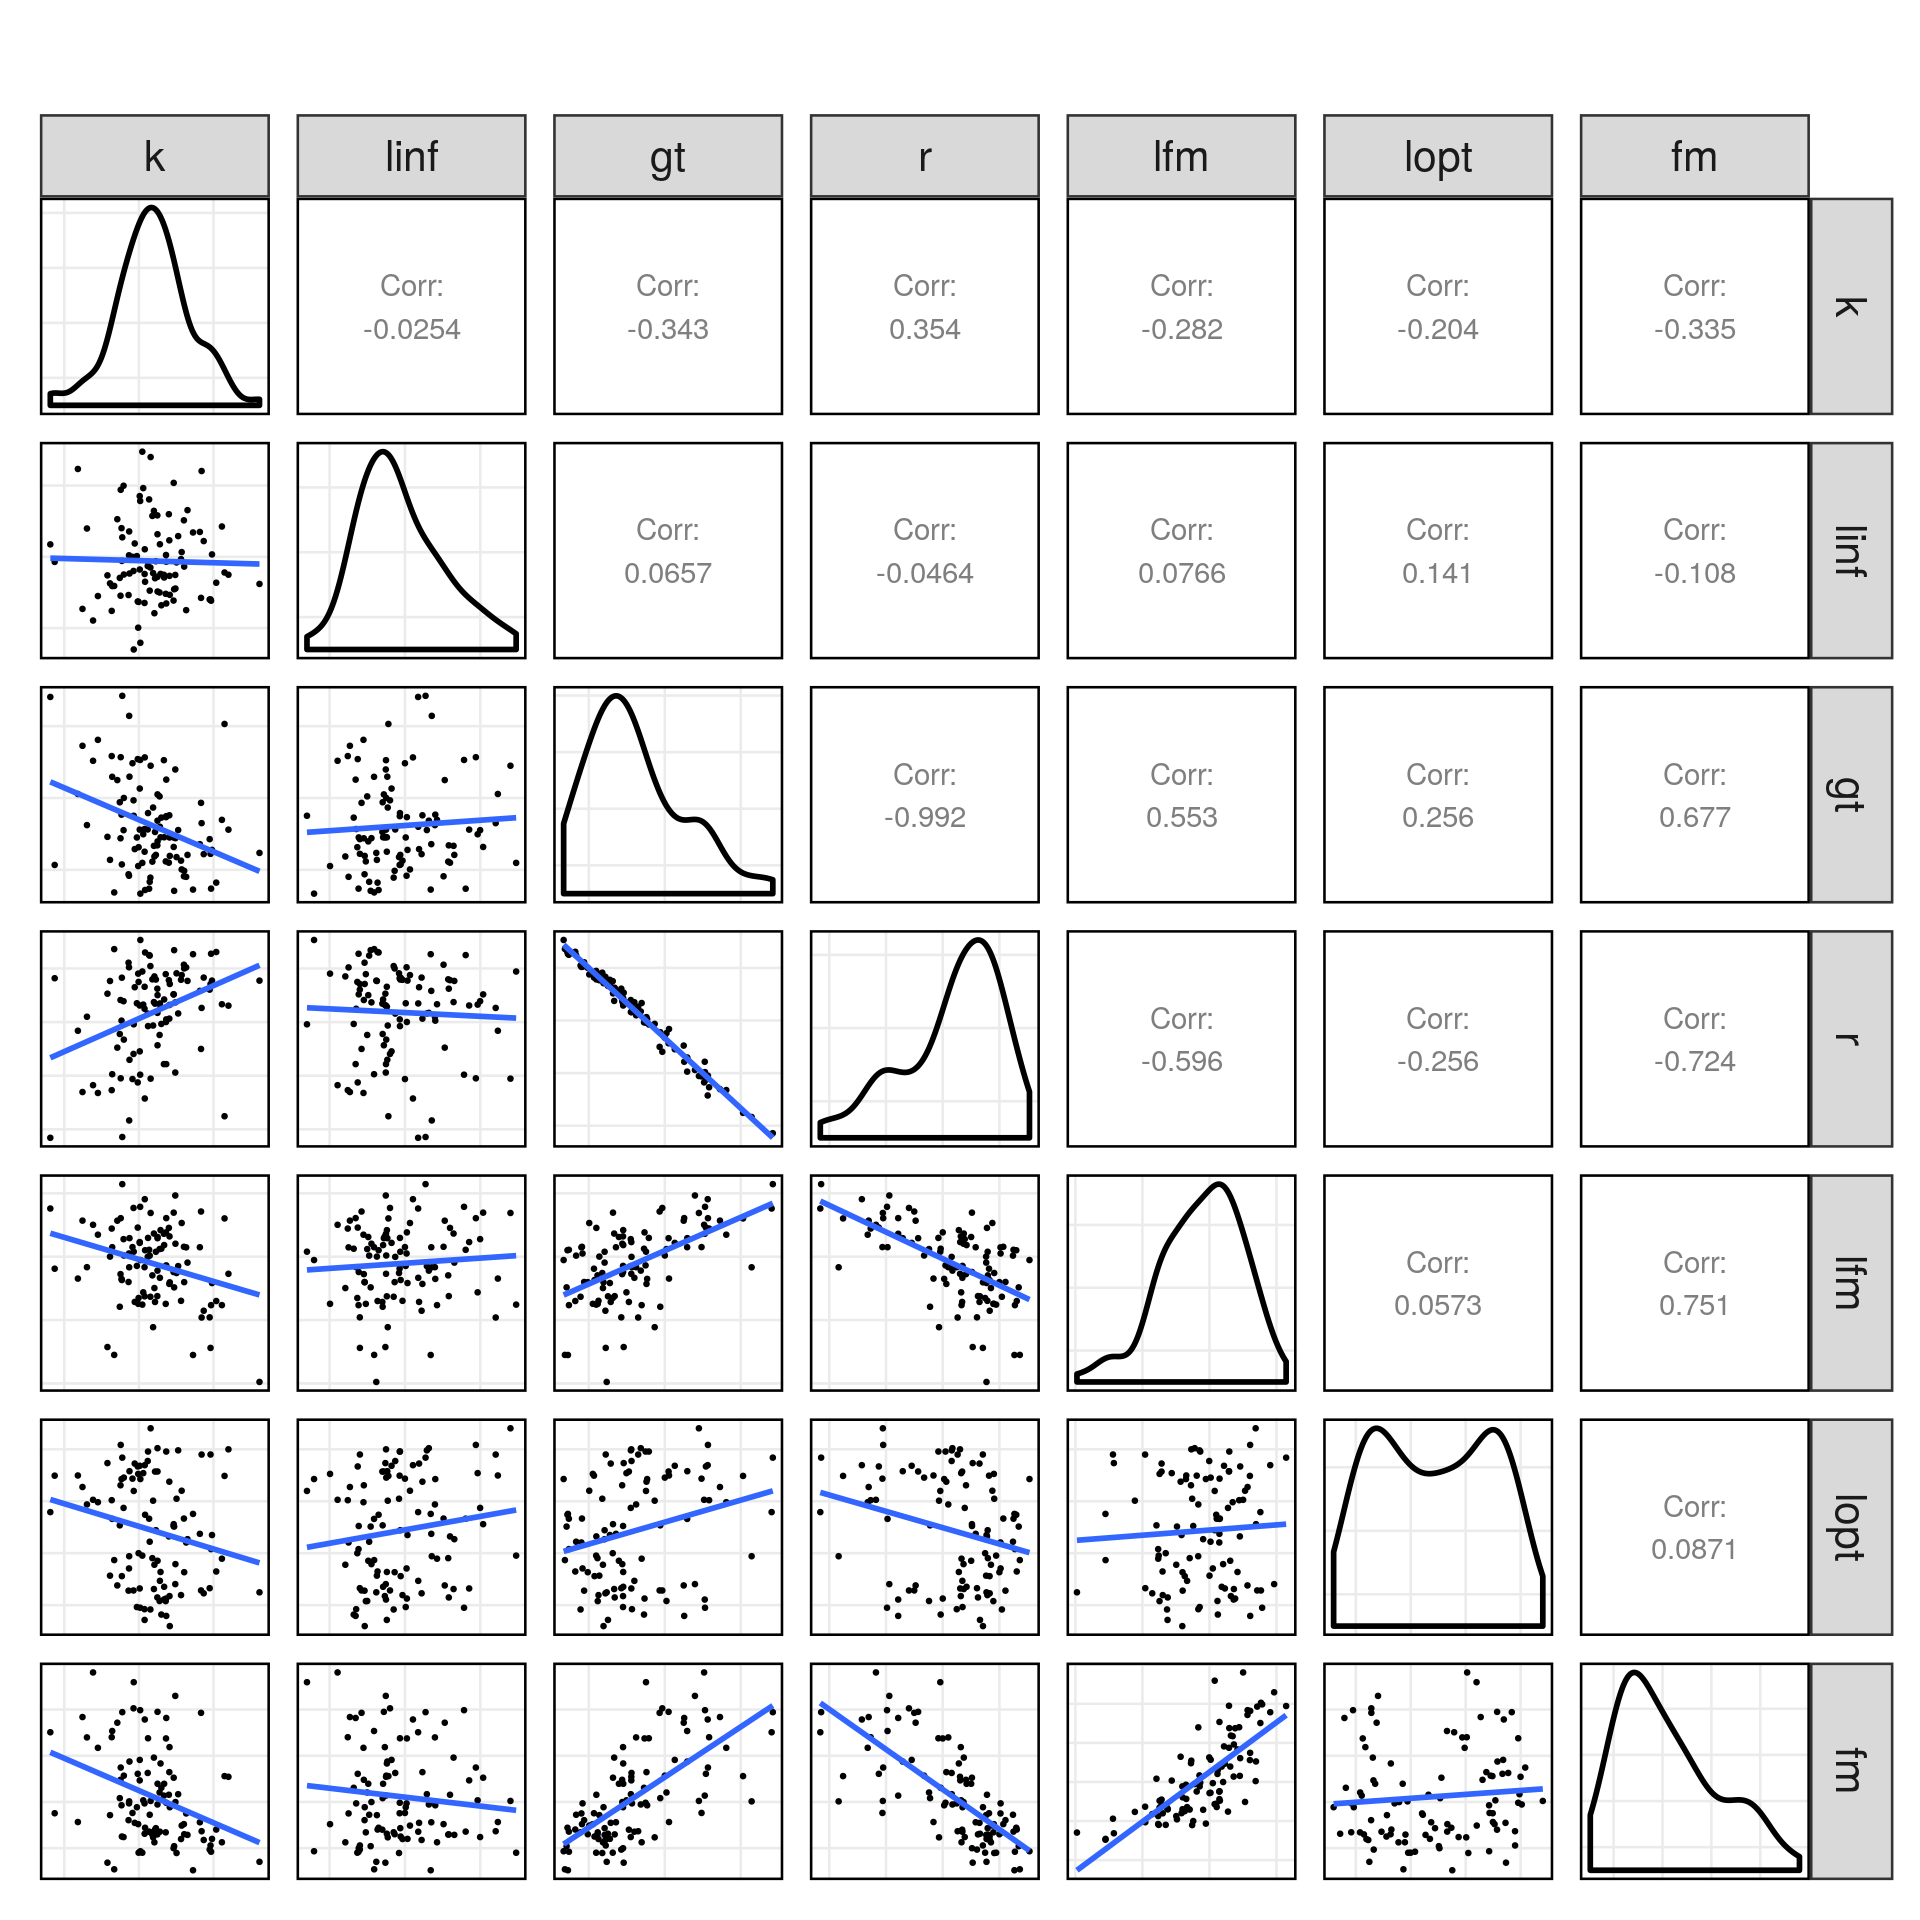 k linf gt r lfm lopt fm
Corr: Corr: Corr: Corr: Corr: Corr:
-0.0254 -0.343 0.354 -0.282 -0.204 -0.335
k
Corr: Corr: Corr: Corr: Corr:
0.0657 -0.0464 0.0766 0.141 -0.108
linf
Corr: Corr: Corr: Corr:
-0.992 0.553 0.256 0.677
gt
Corr: Corr: Corr:
-0.596 -0.256 -0.724
r
Corr: Corr:
0.0573 0.751
lfm
Corr:
0.0871
lopt
fm